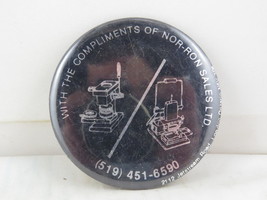 WITH THE COMPLIMENTS OF NOR-RON SALES LTD.
(519) 451-6590